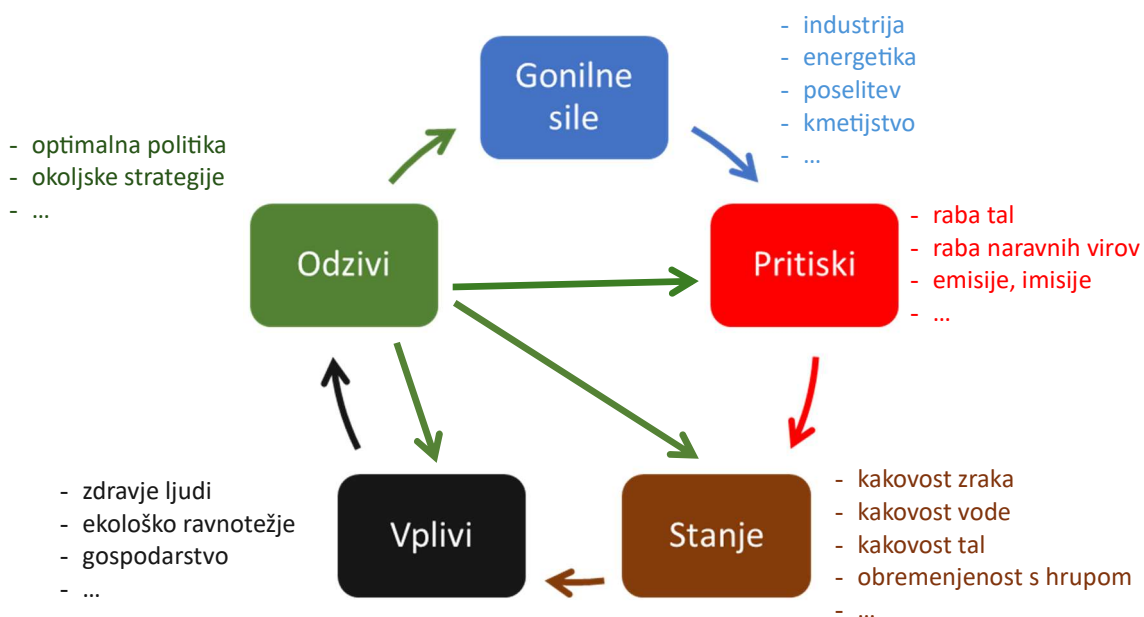 Gonilne
sile
- industrija
- energetika
- poselitev
- kmetijstvo
- ...
- optimalna politika
- okoljske strategije
- ...
Odzivi
Pritiski
- raba tal
- raba naravnih virov
- emisije, imisije
- ...
- zdravje ljudi
- ekološko ravnotežje
- gospodarstvo
- ...
Vplivi
Stanje
- kakovost zraka
- kakovost vode
- kakovost tal
- obremenjenost s hrupom
- ...